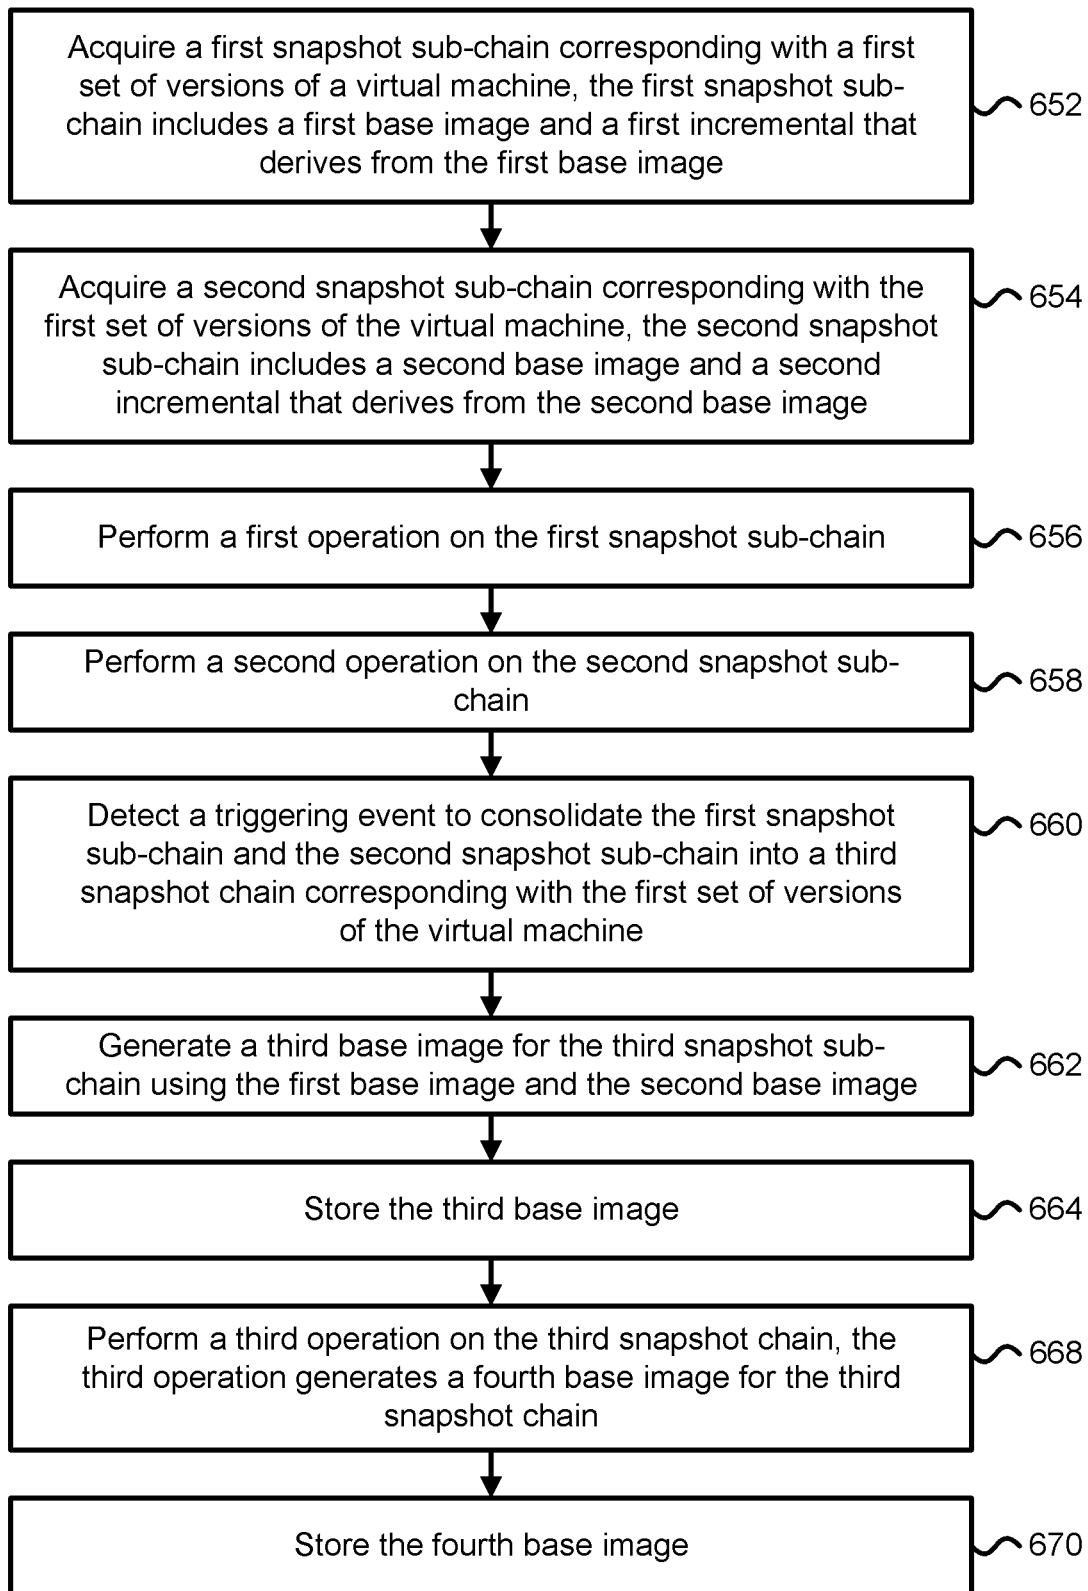 Acquire a first snapshot sub-chain corresponding with a first
set of versions of a virtual machine, the first snapshot sub-
chain includes a first base image and a first incremental that
derives from the first base image
652
Acquire a second snapshot sub-chain corresponding with the
first set of versions of the virtual machine, the second snapshot
sub-chain includes a second base image and a second
incremental that derives from the second base image
654
Perform a first operation on the first snapshot sub-chain
656
Perform a second operation on the second snapshot sub-
chain
658
Detect a triggering event to consolidate the first snapshot
sub-chain and the second snapshot sub-chain into a third
snapshot chain corresponding with the first set of versions
of the virtual machine
660
Generate a third base image for the third snapshot sub-
chain using the first base image and the second base image
662
Store the third base image
664
Perform a third operation on the third snapshot chain, the
third operation generates a fourth base image for the third
snapshot chain
668
Store the fourth base image
670